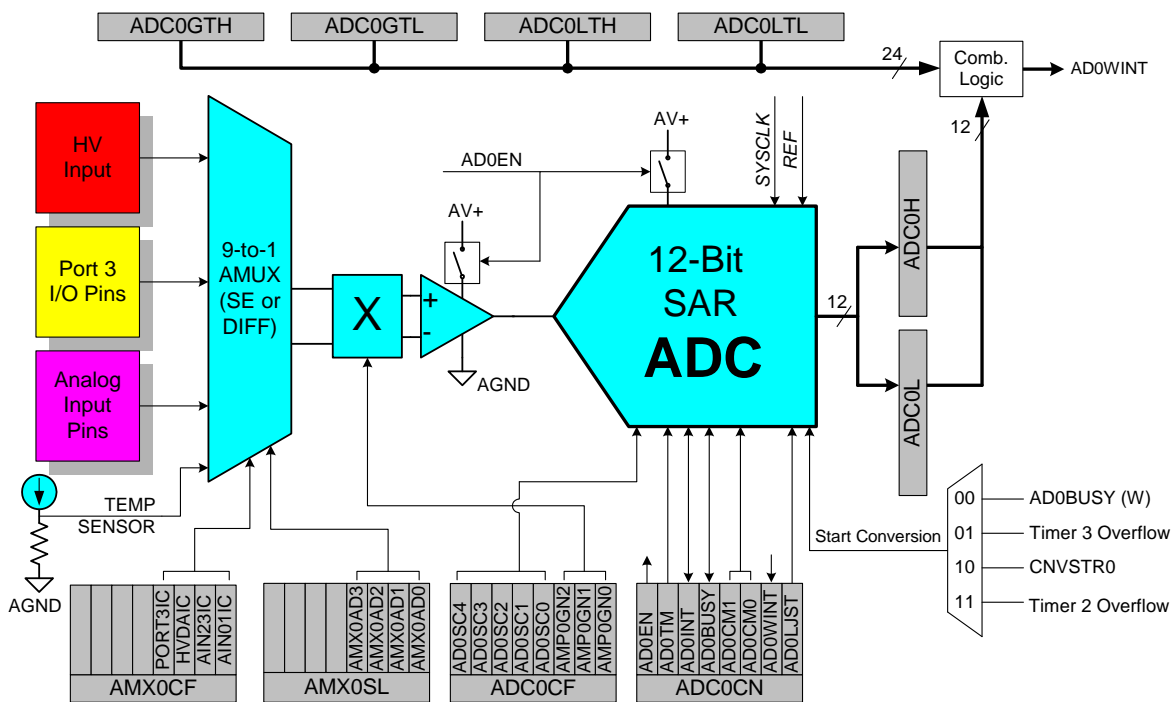 ADC0GTH
ADC0GTL
ADC0LTH
ADC0LTL
24
Comb.
Logic
AD0WINT
12
HV
Input
Port 3
I/O Pins
Analog
Input
Pins
9-to-1
AMUX
(SE or
DIFF)
AD0EN
AV+
AV+
SYSCLK
REF
X
+
-
AGND
12-Bit
SAR
ADC
12
ADC0H
ADC0L
TEMP
SENSOR
AGND
Start Conversion
00
AD0BUSY (W)
01
Timer 3 Overflow
10
CNVSTR0
11
Timer 2 Overflow
PORT3IC
HVDAIC
AIN23IC
AIN01IC
AMX0CF
AMX0AD3
AMX0AD2
AMX0AD1
AMX0AD0
AMX0SL
AD0SC4
AD0SC3
AD0SC2
AD0SC1
AD0SC0
AMP0GN2
AMP0GN1
AMP0GN0
ADC0CF
AD0EN
AD0TM
AD0INT
AD0BUSY
AD0CM1
AD0CM0
AD0WINT
AD0LJST
ADC0CN